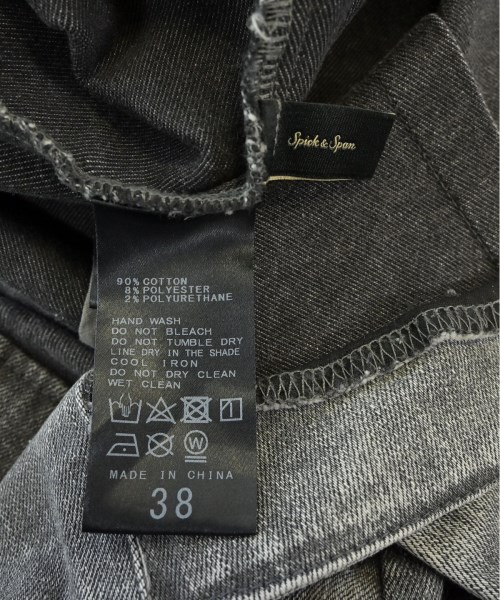 Spick & Span
90% COTTON
8% POLYESTER
2% POLYURETHANE
HAND WASH
DO NOT BLEACH
DO NOT TUMBLE DRY
LINE DRY IN THE SHADE
COOL IRON
DO NOT DRY CLEAN
WET CLEAN
W
MADE IN CHINA
38